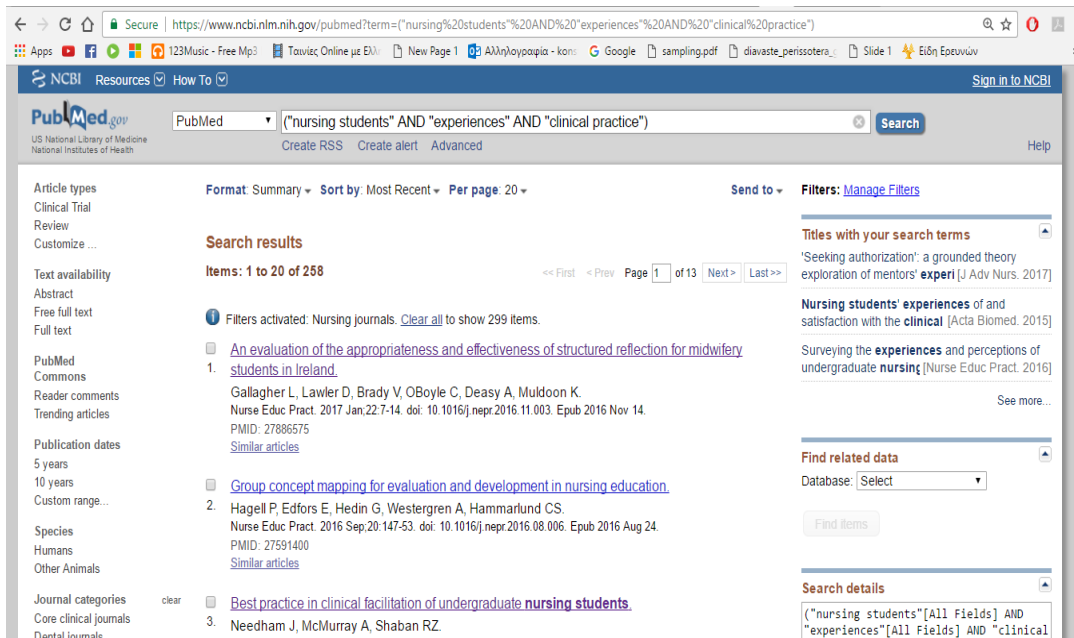 Secure | https://www.ncbi.nlm.nih.gov/pubmed?term=("nursing%20students"%20AND%20"experiences"%20AND%20"clinical%20practice")
Apps 123Music - Free Mp3 Ταινίες Online με Ελλ New Page 1 Αλληλογραφία - kons Google sampling.pdf diavaste_perissotera_ Slide 1 Είδη Ερευνών
NCBI Resources How To Sign in to NCBI
PubMed.gov
US National Library of Medicine
National Institutes of Health
PubMed ("nursing students" AND "experiences" AND "clinical practice") Search
Create RSS Create alert Advanced Help
Article types
Clinical Trial
Review
Customize ...
Text availability
Abstract
Free full text
Full text
PubMed
Commons
Reader comments
Trending articles
Publication dates
5 years
10 years
Custom range...
Species
Humans
Other Animals
Journal categories clear
Core clinical journals
Dental journals
Format: Summary Sort by: Most Recent Per page: 20 Send to
Search results
Items: 1 to 20 of 258 << First < Prev Page 1 of 13 Next > Last >>
Filters activated: Nursing journals. Clear all to show 299 items.
An evaluation of the appropriateness and effectiveness of structured reflection for midwifery
1. students in Ireland.
Gallagher L, Lawler D, Brady V, OBoyle C, Deasy A, Muldoon K.
Nurse Educ Pract. 2017 Jan;22:7-14. doi: 10.1016/j.nepr.2016.11.003. Epub 2016 Nov 14.
PMID: 27886575
Similar articles
Group concept mapping for evaluation and development in nursing education.
2. Hagell P, Edfors E, Hedin G, Westergren A, Hammarlund CS.
Nurse Educ Pract. 2016 Sep;20:147-53. doi: 10.1016/j.nepr.2016.08.006. Epub 2016 Aug 24.
PMID: 27591400
Similar articles
Best practice in clinical facilitation of undergraduate nursing students.
3. Needham J, McMurray A, Shaban RZ.
Filters: Manage Filters
Titles with your search terms
'Seeking authorization': a grounded theory
exploration of mentors' experi [J Adv Nurs. 2017]
Nursing students' experiences of and
satisfaction with the clinical [Acta Biomed. 2015]
Surveying the experiences and perceptions of
undergraduate nursing [Nurse Educ Pract. 2016]
See more...
Find related data
Database: Select
Find items
Search details
("nursing students"[All Fields] AND
"experiences"[All Fields] AND "clinical